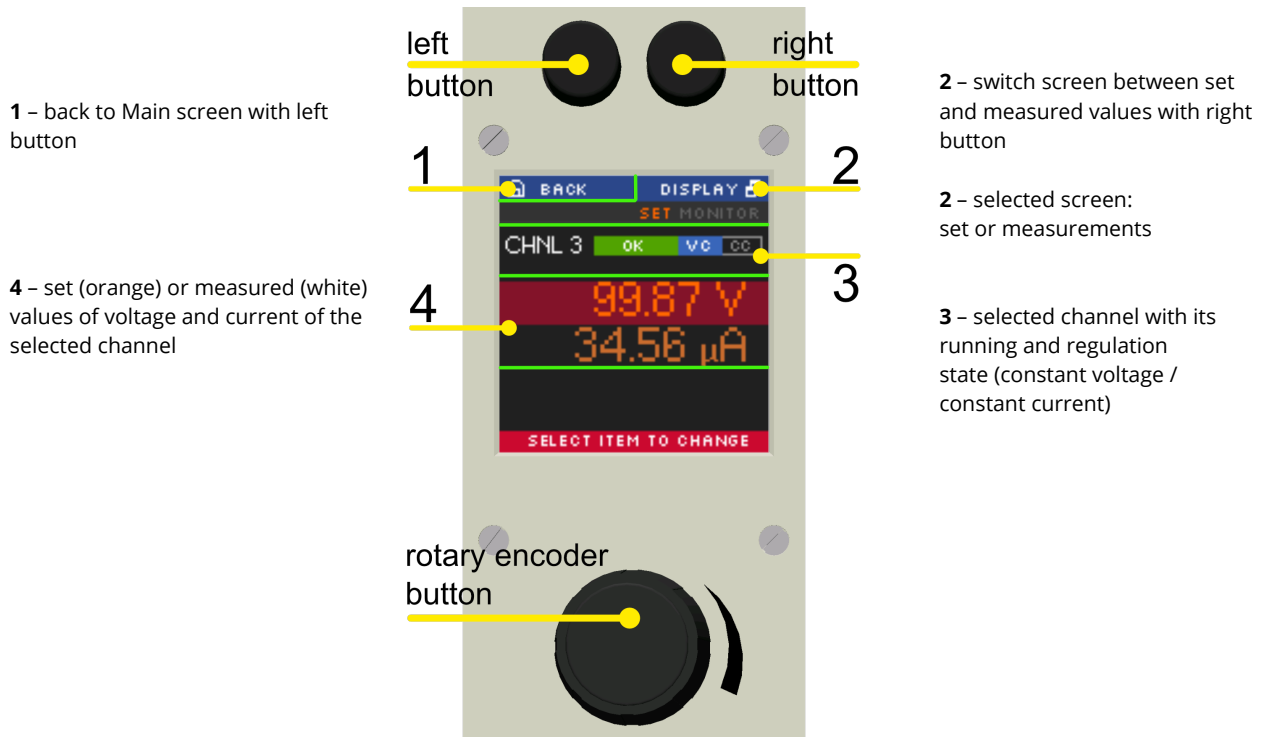 left
button
right
button
1 – back to Main screen with left
button
2 – switch screen between set
and measured values with right
button
1
2
BACK
DISPLAY
SET MONITOR
2 – selected screen:
set or measurements
CHNL 3 OK VC CC
3
4 – set (orange) or measured (white)
values of voltage and current of the
selected channel
4
99.87 V
34.56 µA
3 – selected channel with its
running and regulation
state (constant voltage /
constant current)
SELECT ITEM TO CHANGE
rotary encoder
button